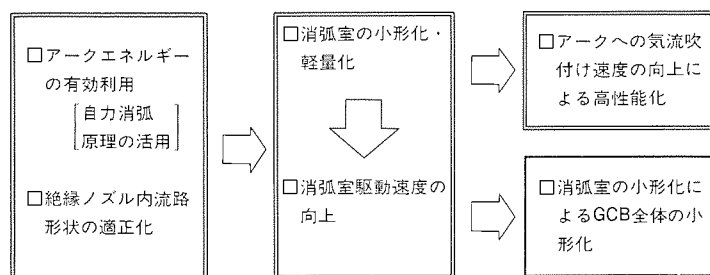 □アークエネルギー
の有効利用
自力消弧
原理の活用
□絶縁ノズル内流路
形状の適正化
□消弧室の小形化・
軽量化
□消弧室駆動速度の
向上
□アークへの気流吹
付け速度の向上に
よる高性能化
□消弧室の小形化に
よるGCB全体の小
形化